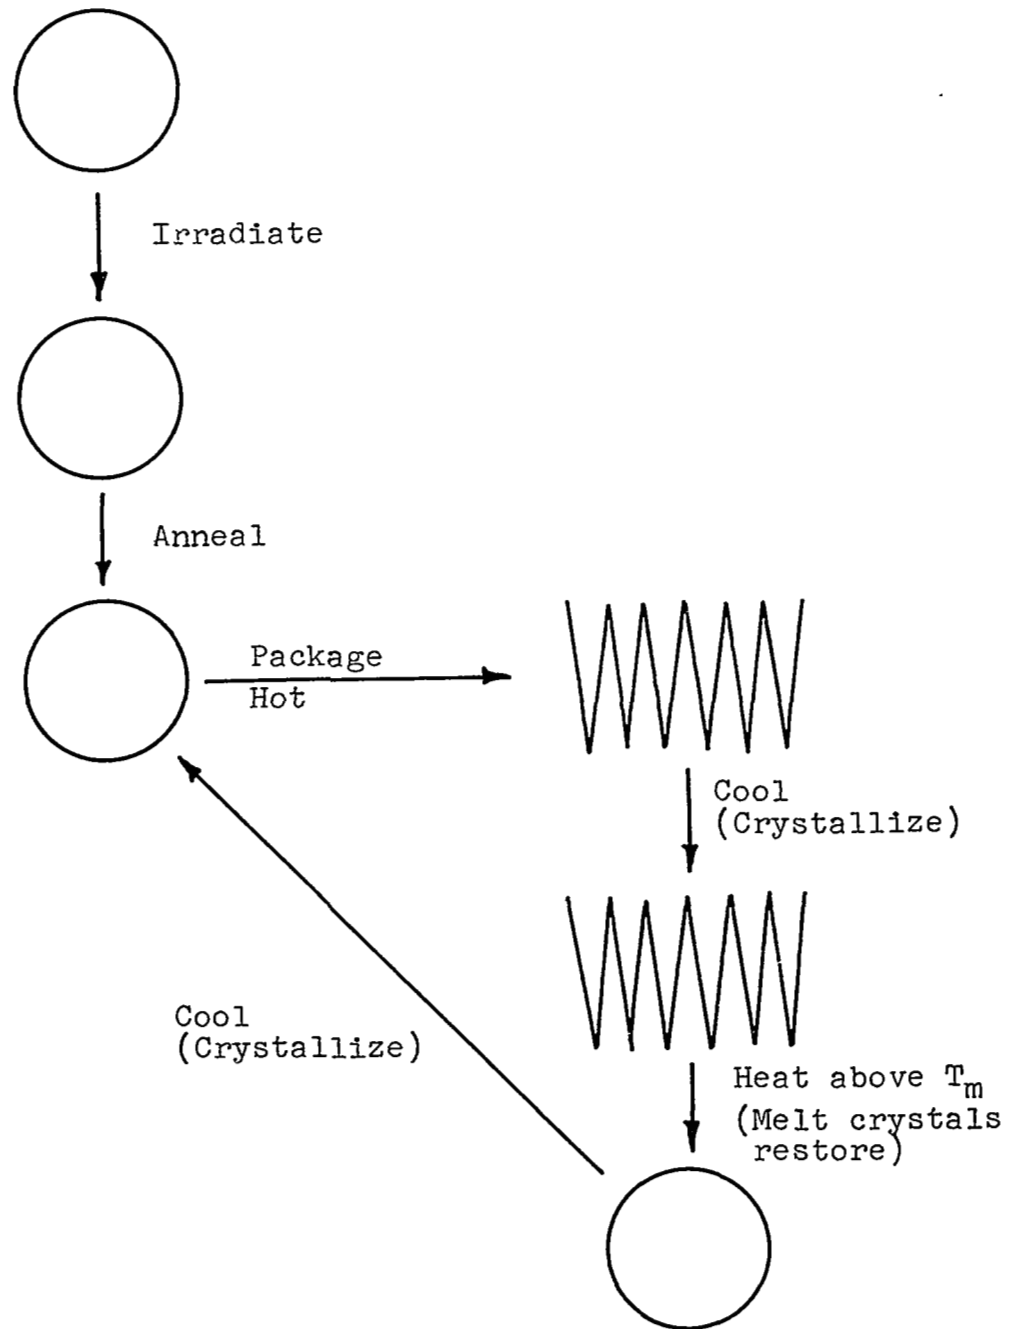 Irradiate
Anneal
Package
Hot
Cool
(Crystallize)
Cool
(Crystallize)
Heat above Tm
(Melt crystals
restore)